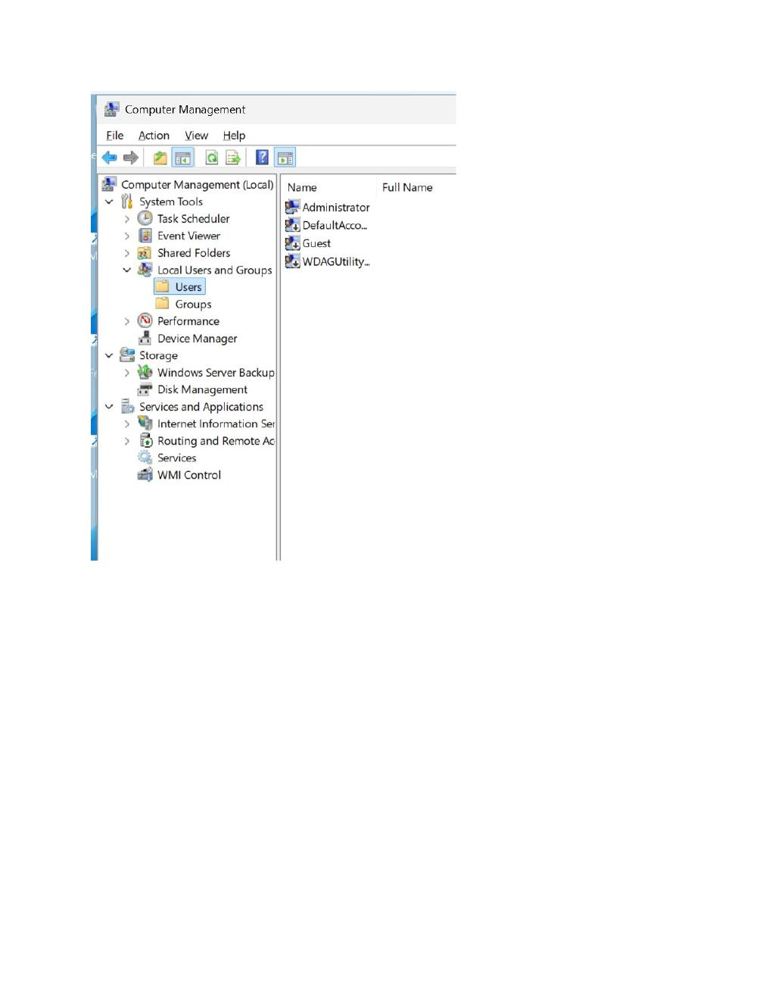 Computer Management
File Action View Help
Computer Management (Local)
System Tools
Task Scheduler
Event Viewer
Shared Folders
Local Users and Groups
Users
Groups
Performance
Device Manager
Storage
Windows Server Backup
Disk Management
Services and Applications
Internet Information Ser
Routing and Remote Ac
Services
WMI Control
Name Full Name
Administrator
DefaultAcco...
Guest
WDAGUtility...